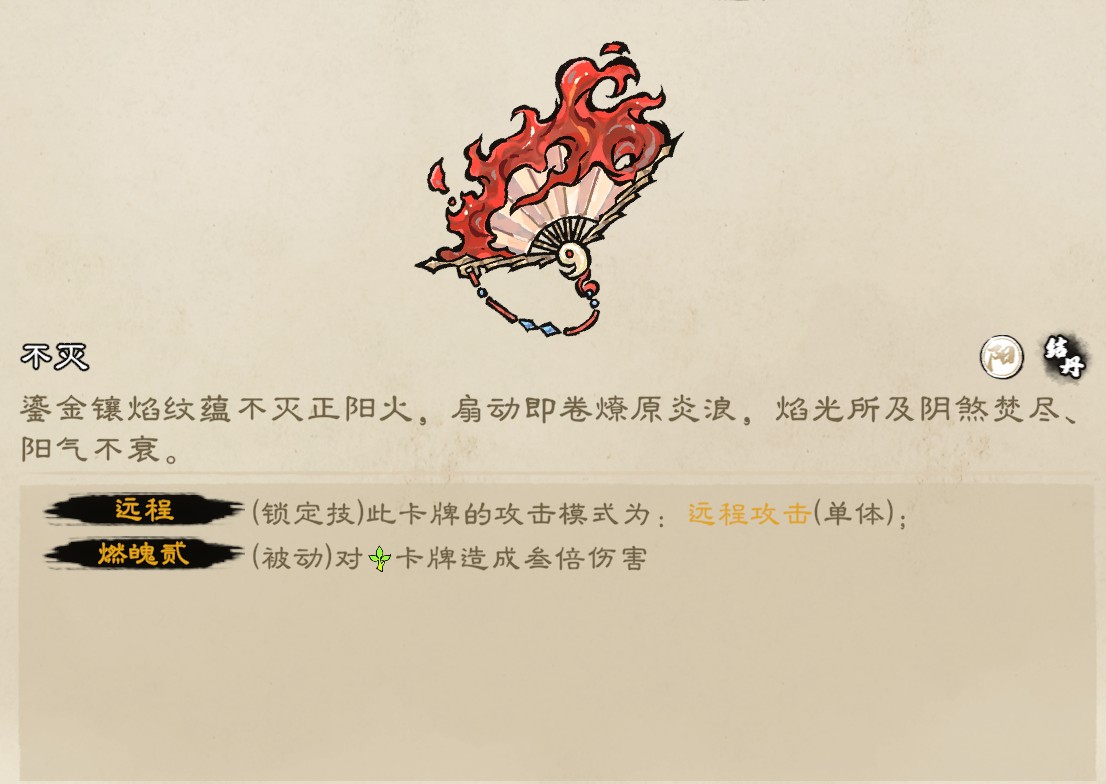 不灭
阳
结丹
鎏金镶焰纹蕴不灭正阳火，扇动即卷燎原炎浪，焰光所及阴煞焚尽、
阳气不衰。
远程 (锁定技)此卡牌的攻击模式为：远程攻击(单体)；
燃魄贰 (被动)对卡牌造成叁倍伤害